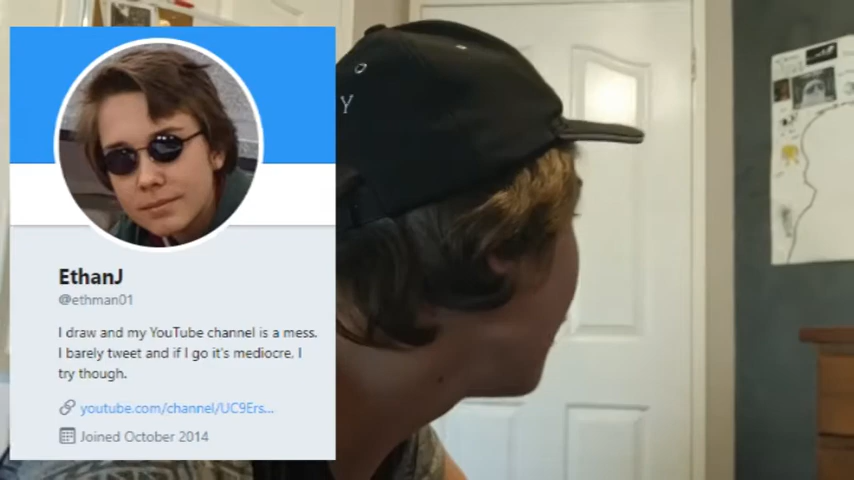 Y
EthanJ
@ethman01
I draw and my YouTube channel is a mess.
I barely tweet and if I go it's mediocre. I
try though.
youtube.com/channel/UC9Ers...
Joined October 2014